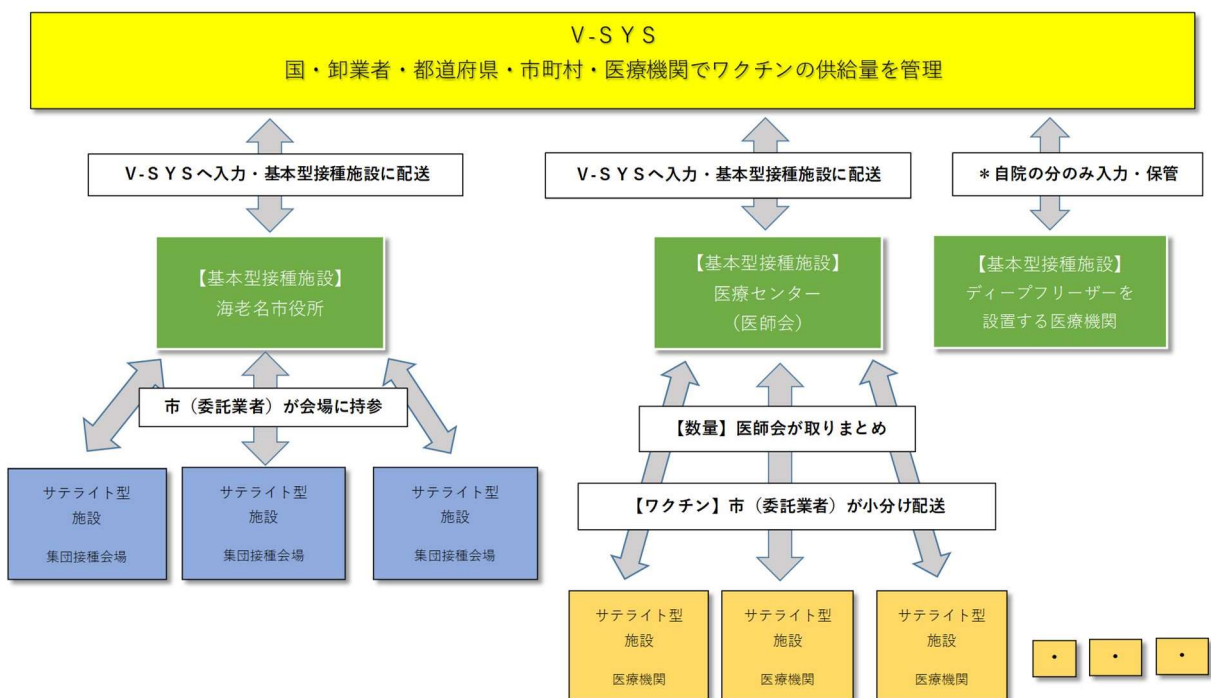 V-SYS
国・卸業者・都道府県・市町村・医療機関でワクチンの供給量を管理
V-SYSへ入力・基本型接種施設に配送
V-SYSへ入力・基本型接種施設に配送
＊自院の分のみ入力・保管
【基本型接種施設】
海老名市役所
【基本型接種施設】
医療センター
（医師会）
【基本型接種施設】
ディープフリーザーを
設置する医療機関
市（委託業者）が会場に持参
【数量】医師会が取りまとめ
【ワクチン】市（委託業者）が小分け配送
サテライト型
施設
集団接種会場
サテライト型
施設
集団接種会場
サテライト型
施設
集団接種会場
サテライト型
施設
医療機関
サテライト型
施設
医療機関
サテライト型
施設
医療機関
・
・
・